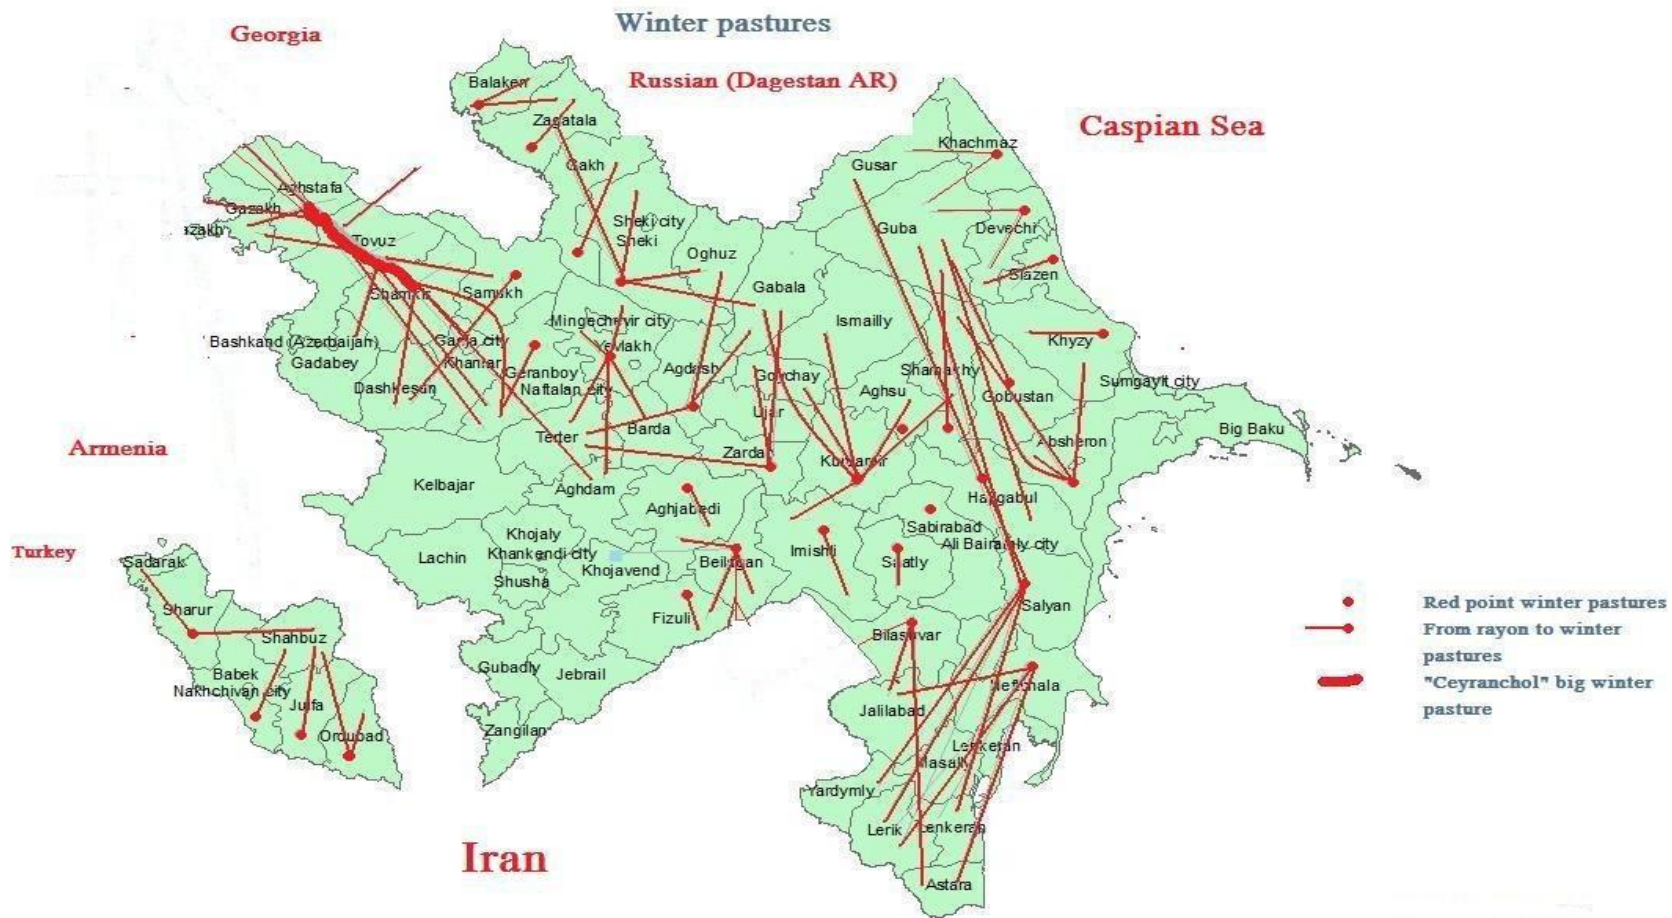 Winter pastures
Georgia
Russian (Dagestan AR)
Caspian Sea
Balaken
Zagatala
Gakh
Khachmaz
Gusar
Aghstafa
Gazakh
Tovuz
Sheki city
Sheki
Oghuz
Guba
Devechi
Siazen
Shamkir
Samukh
Gabala
Ismailly
Mingechevir city
Bashkand (Azerbaijan)
Gadabey
Ganja city
Khanlar
Yevlakh
Khyzy
Geranboy
Naftalan city
Agdash
Goychay
Shamakhy
Aghsu
Gobustan
Sumgayit city
Dashkesan
Ujar
Terter
Barda
Absheron
Big Baku
Armenia
Zardab
Kurdamir
Kelbajar
Aghdam
Aghjabedi
Hajigabul
Sabirabad
Khojaly
Turkey
Lachin
Khankendi city
Ali Bairamly city
Imishli
Sadarak
Khojavend
Beilagan
Saatly
Shusha
Sharur
Fizuli
Salyan
Red point winter pastures
From rayon to winter
pastures
"Ceyranchol" big winter
pasture
Shahbuz
Bilasuvar
Babek
Gubadly
Jebrail
Nakhchivan city
Neftchala
Julfa
Jalilabad
Ordubad
Zangilan
Lenkeran
Masally
Yardymly
Lerik
Lenkeran
Iran
Astara